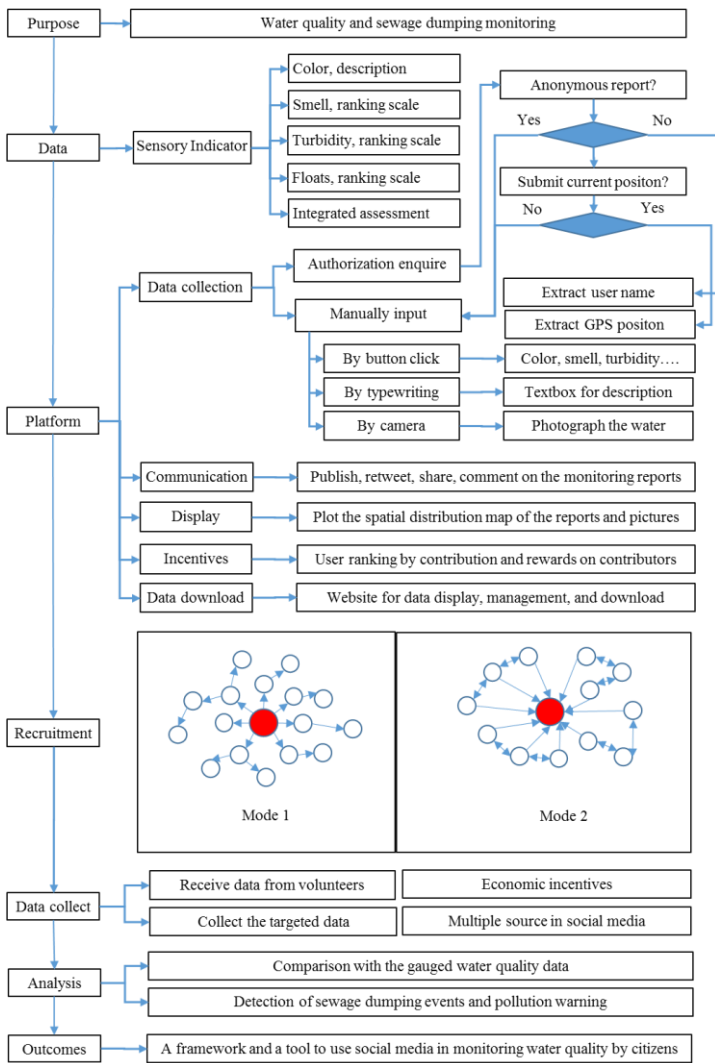 Purpose
Water quality and sewage dumping monitoring
Color, description
Anonymous report?
Smell, ranking scale
Yes
No
Data
Sensory Indicator
Turbidity, ranking scale
Floats, ranking scale
Submit current positon?
Integrated assessment
No
Yes
Authorization enquire
Data collection
Extract user name
Manually input
Extract GPS positon
By button click
Color, smell, turbidity….
By typewriting
Textbox for description
Platform
By camera
Photograph the water
Communication
Publish, retweet, share, comment on the monitoring reports
Display
Plot the spatial distribution map of the reports and pictures
Incentives
User ranking by contribution and rewards on contributors
Data download
Website for data display, management, and download
Recruitment
Mode 1
Mode 2
Receive data from volunteers
Economic incentives
Data collect
Collect the targeted data
Multiple source in social media
Comparison with the gauged water quality data
Analysis
Detection of sewage dumping events and pollution warning
Outcomes
A framework and a tool to use social media in monitoring water quality by citizens